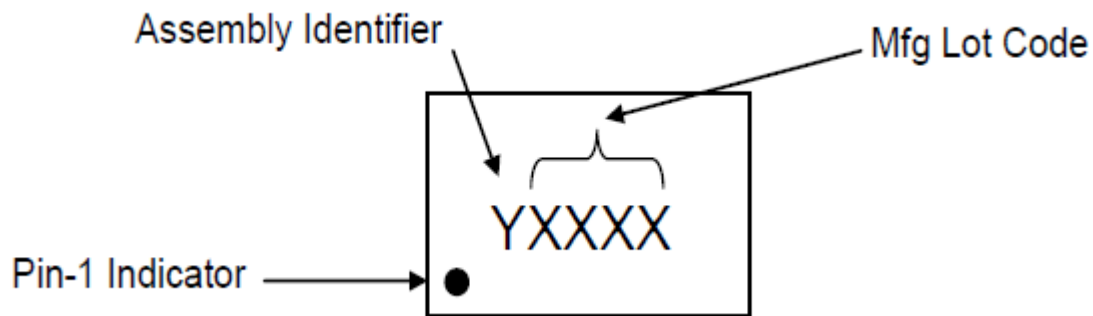 Assembly Identifier
Mfg Lot Code
YXXXX
Pin-1 Indicator